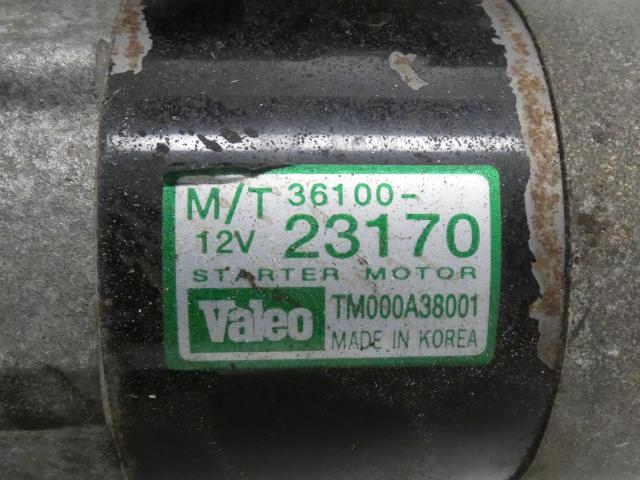 M/T 36100-
12V 23170
STARTER MOTOR
Valeo TM000A38001
MADE IN KOREA